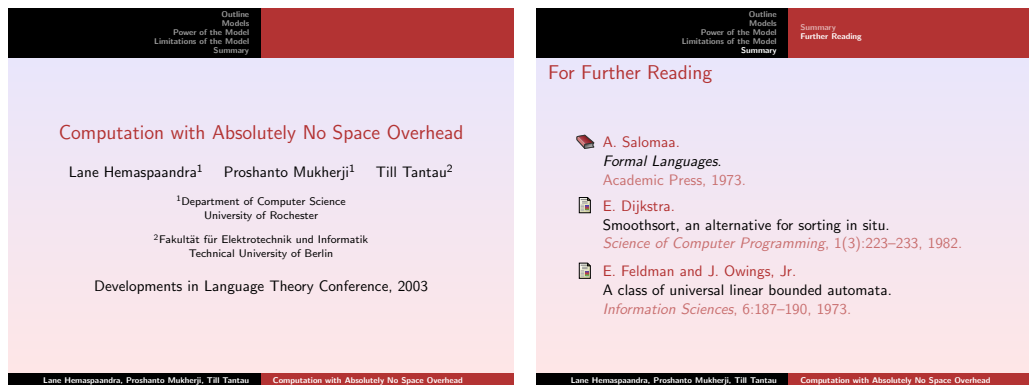 Outline
Models
Power of the Model
Limitations of the Model
Summary
Computation with Absolutely No Space Overhead
Lane Hemaspaandra¹ Proshanto Mukherji¹ Till Tantau²
¹Department of Computer Science
University of Rochester
²Fakultät für Elektrotechnik und Informatik
Technical University of Berlin
Developments in Language Theory Conference, 2003
Lane Hemaspaandra, Proshanto Mukherji, Till Tantau Computation with Absolutely No Space Overhead
Outline
Models
Power of the Model
Limitations of the Model
Summary
Summary
Further Reading
For Further Reading
A. Salomaa.
Formal Languages.
Academic Press, 1973.
E. Dijkstra.
Smoothsort, an alternative for sorting in situ.
Science of Computer Programming, 1(3):223–233, 1982.
E. Feldman and J. Owings, Jr.
A class of universal linear bounded automata.
Information Sciences, 6:187–190, 1973.
Lane Hemaspaandra, Proshanto Mukherji, Till Tantau Computation with Absolutely No Space Overhead